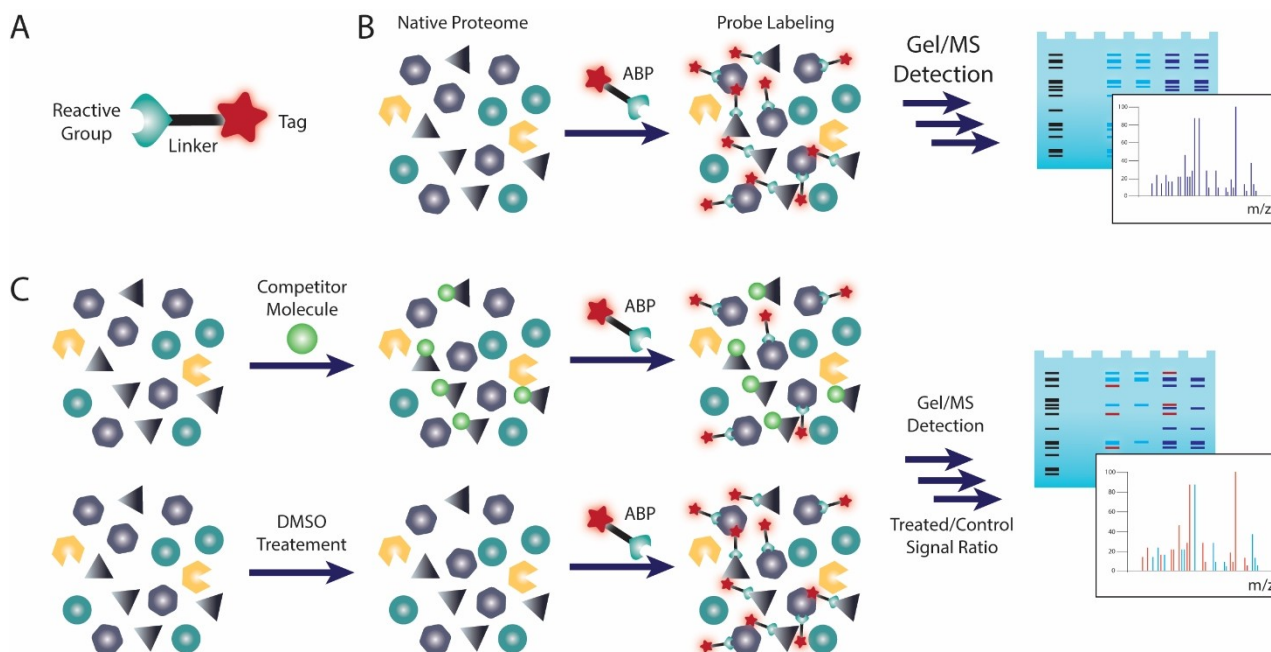 A
Reactive
Group
Linker
Tag
B
Native Proteome
ABP
Probe Labeling
Gel/MS
Detection
100
80
60
40
20
0
m/z
C
Competitor
Molecule
ABP
DMSO
Treatement
ABP
Gel/MS
Detection
Treated/Control
Signal Ratio
100
80
60
40
20
0
m/z